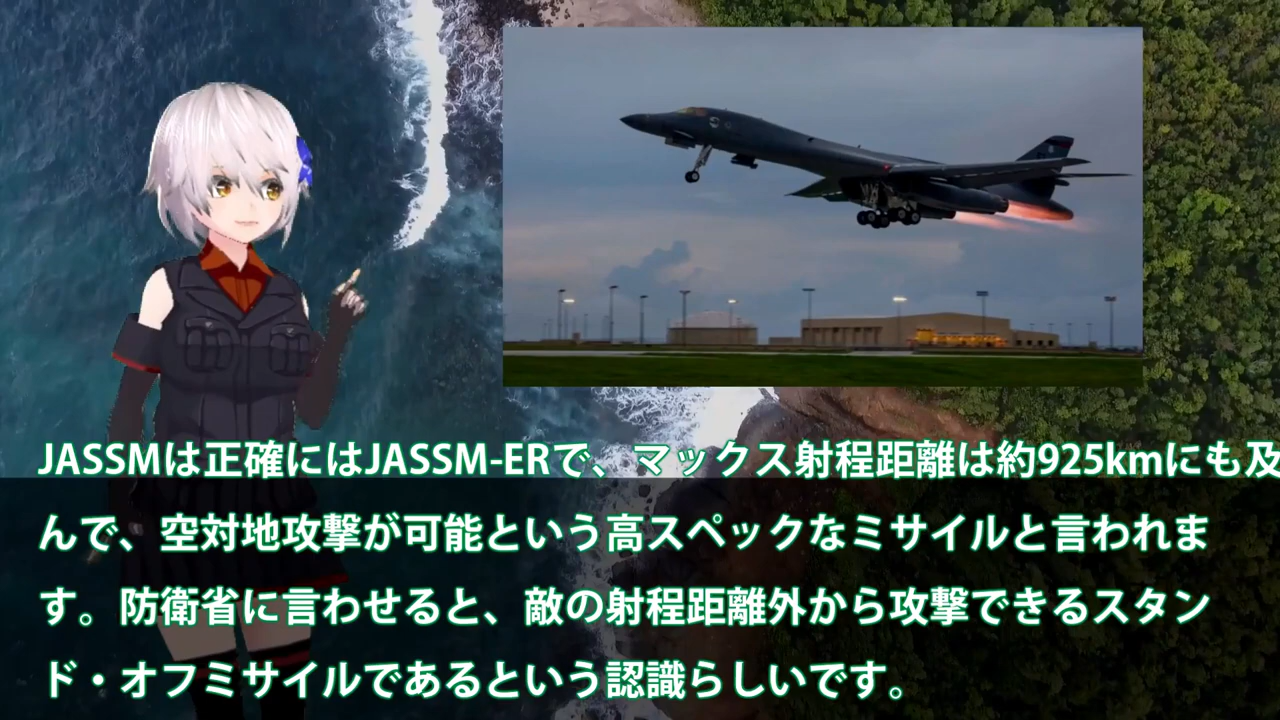 JASSMは正確にはJASSM-ERで、マックス射程距離は約925kmにも及
んで、空対地攻撃が可能という高スペックなミサイルと言われま
す。防衛省に言わせると、敵の射程距離外から攻撃できるスタン
ド・オフミサイルであるという認識らしいです。